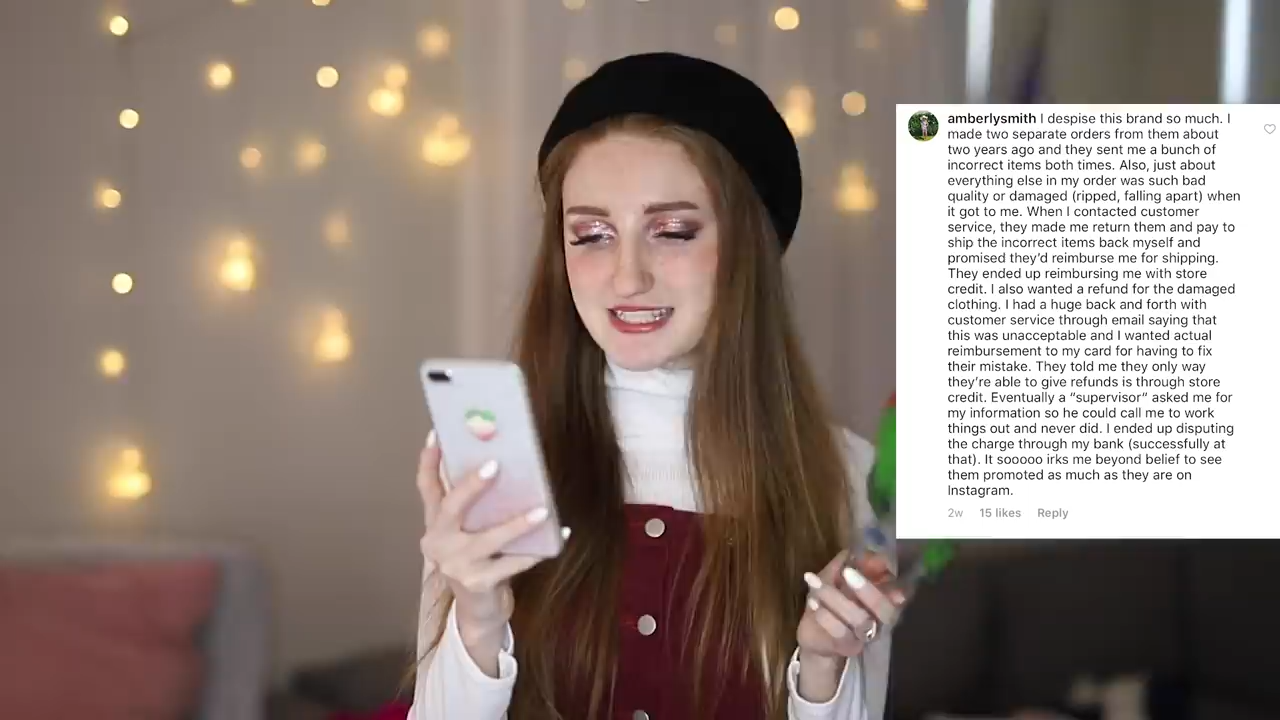 amberlysmith I despise this brand so much. I
made two separate orders from them about
two years ago and they sent me a bunch of
incorrect items both times. Also, just about
everything else in my order was such bad
quality or damaged (ripped, falling apart) when
it got to me. When I contacted customer
service, they made me return them and pay to
ship the incorrect items back myself and
promised they'd reimburse me for shipping.
They ended up reimbursing me with store
credit. I also wanted a refund for the damaged
clothing. I had a huge back and forth with
customer service through email saying that
this was unacceptable and I wanted actual
reimbursement to my card for having to fix
their mistake. They told me they only way
they're able to give refunds is through store
credit. Eventually a “supervisor” asked me for
my information so he could call me to work
things out and never did. I ended up disputing
the charge through my bank (successfully at
that). It sooooo irks me beyond belief to see
them promoted as much as they are on
Instagram.
2w 15 likes Reply